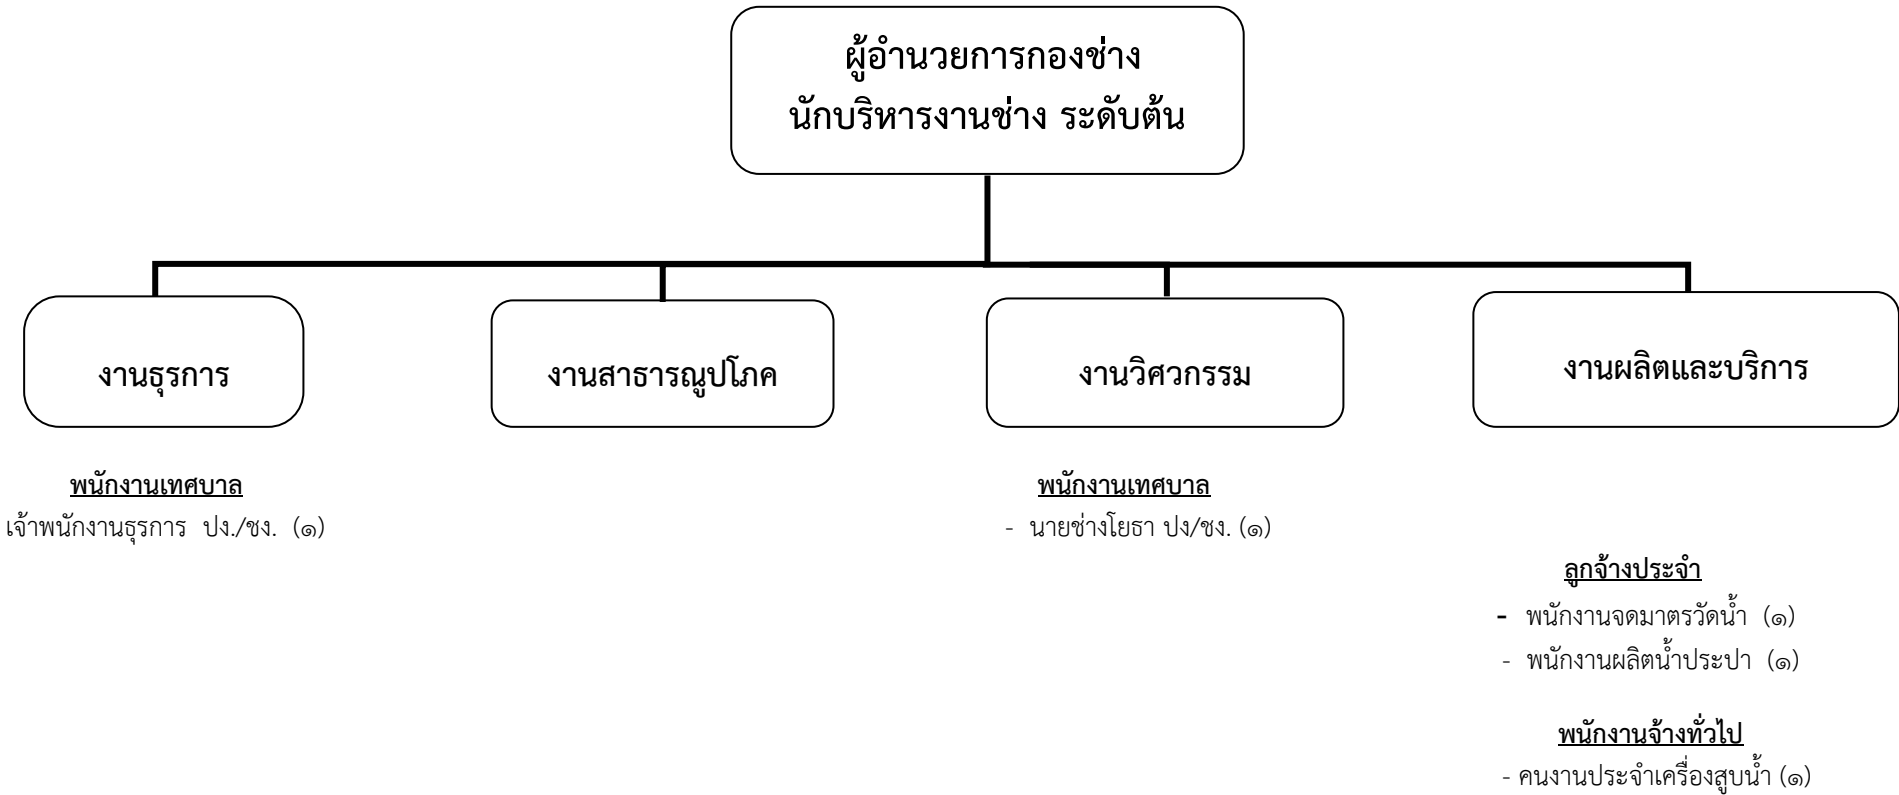 ผู้อำนวยการกองช่าง
นักบริหารงานช่าง ระดับต้น
งานธุรการ
งานสาธารณูปโภค
งานวิศวกรรม
งานผลิตและบริการ
พนักงานเทศบาล
เจ้าพนักงานธุรการ ปง./ชง. (๑)
พนักงานเทศบาล
- นายช่างโยธา ปง/ชง. (๑)
ลูกจ้างประจำ
- พนักงานจดมาตรวัดน้ำ (๑)
- พนักงานผลิตน้ำประปา (๑)
พนักงานจ้างทั่วไป
- คนงานประจำเครื่องสูบน้ำ (๑)